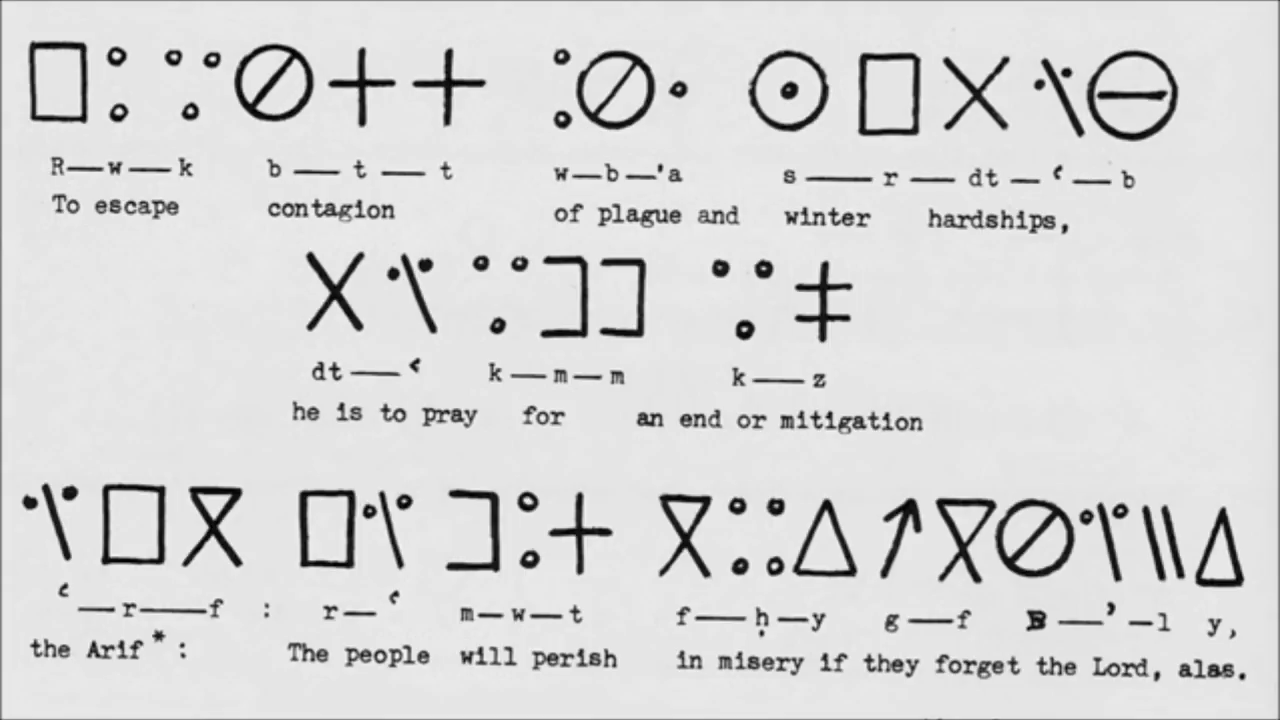 R—w—k b — t — t w—b—'a s — r — dt — ‘ — b
To escape contagion of plague and winter hardships,
dt — ‘ k — m — m k — z
he is to pray for an end or mitigation
‘ —r—f : r— ‘ m—w—t f—ḥ—y g—f B —’ —l y,
the Arif * : The people will perish in misery if they forget the Lord, alas.